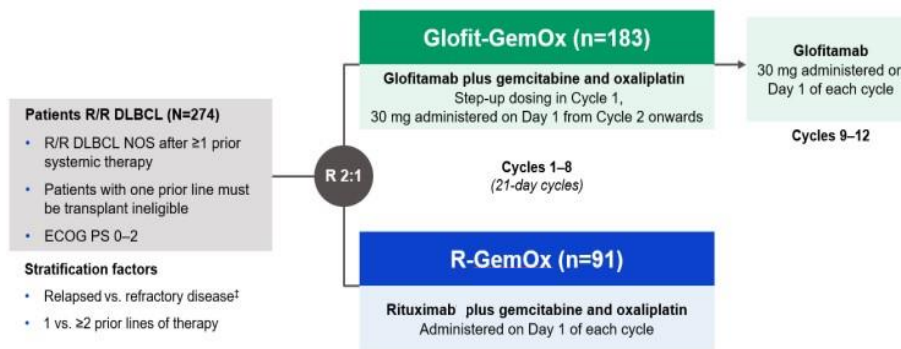 Patients R/R DLBCL (N=274)
• R/R DLBCL NOS after ≥1 prior
systemic therapy
• Patients with one prior line must
be transplant ineligible
• ECOG PS 0–2
Stratification factors
• Relapsed vs. refractory disease‡
• 1 vs. ≥2 prior lines of therapy
R 2:1
Glofit-GemOx (n=183)
Glofitamab plus gemcitabine and oxaliplatin
Step-up dosing in Cycle 1,
30 mg administered on Day 1 from Cycle 2 onwards
Cycles 1–8
(21-day cycles)
R-GemOx (n=91)
Rituximab plus gemcitabine and oxaliplatin
Administered on Day 1 of each cycle
Glofitamab
30 mg administered on
Day 1 of each cycle
Cycles 9–12